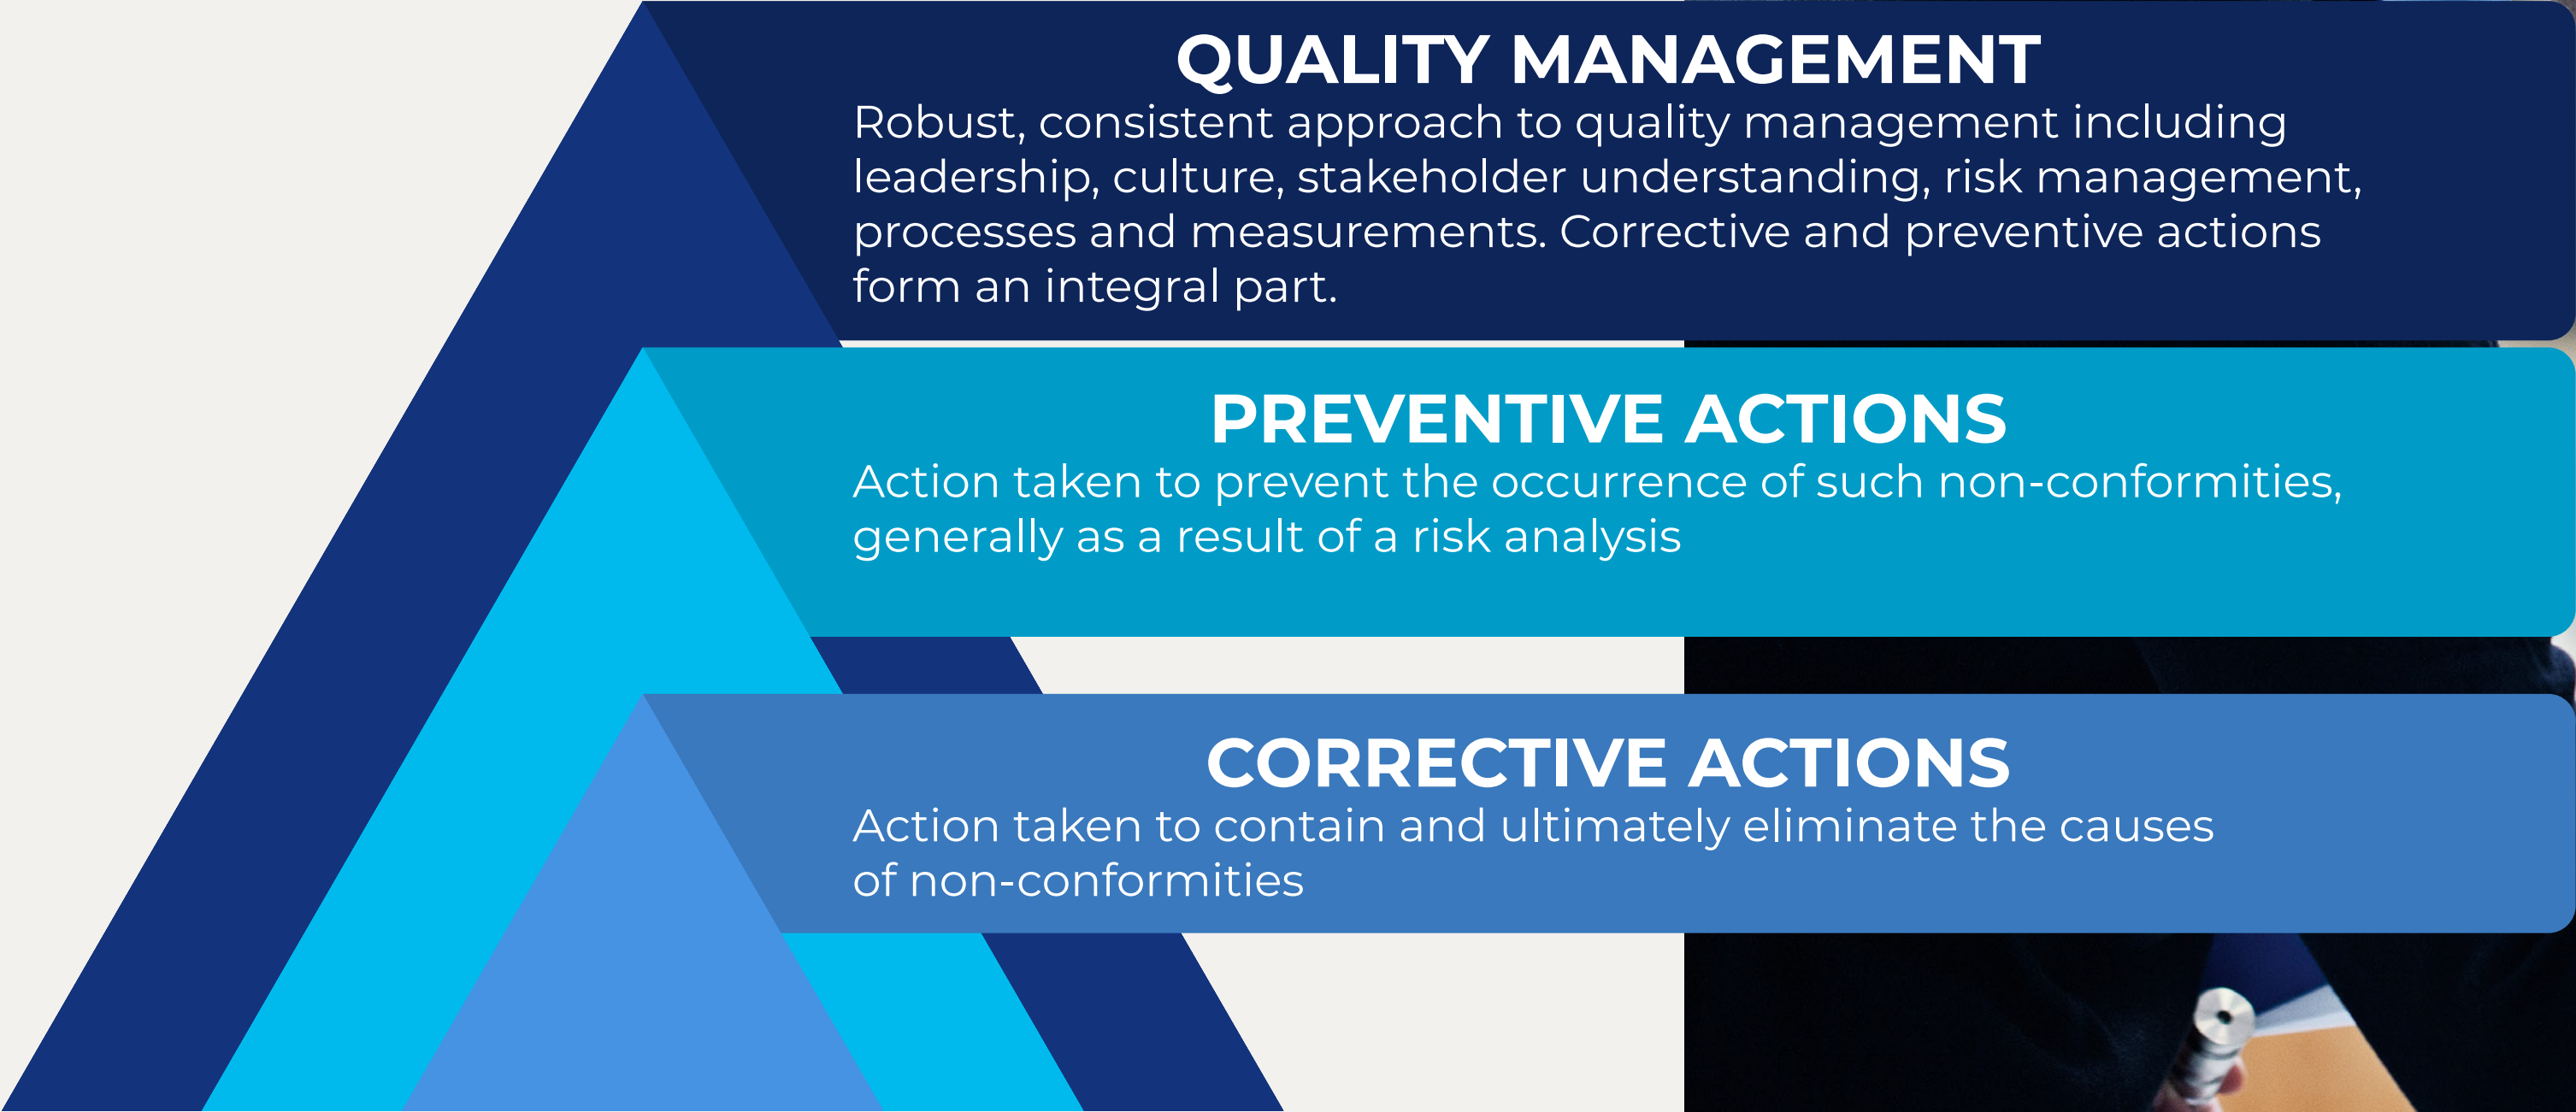 QUALITY MANAGEMENT
Robust, consistent approach to quality management including
leadership, culture, stakeholder understanding, risk management,
processes and measurements. Corrective and preventive actions
form an integral part.
PREVENTIVE ACTIONS
Action taken to prevent the occurrence of such non-conformities,
generally as a result of a risk analysis
CORRECTIVE ACTIONS
Action taken to contain and ultimately eliminate the causes
of non-conformities